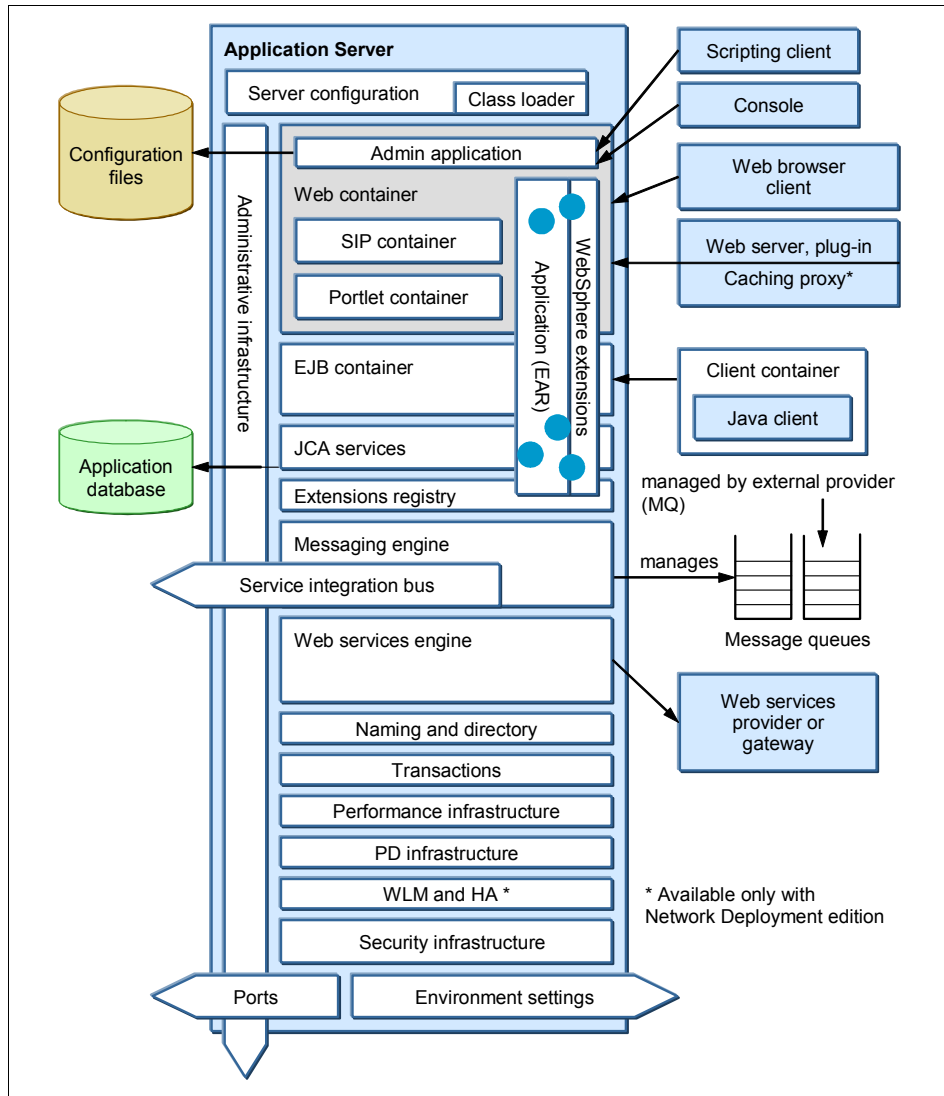 Application Server
Server configuration
Class loader
Scripting client
Console
Configuration
files
Admin application
Web browser
client
Web container
SIP container
Portlet container
Administrative infrastructure
Application (EAR)
WebSphere extensions
Web server, plug-in
Caching proxy*
EJB container
Client container
Java client
JCA services
Application
database
Extensions registry
managed by external provider
(MQ)
Messaging engine
manages
Service integration bus
Message queues
Web services engine
Web services
provider or
gateway
Naming and directory
Transactions
Performance infrastructure
PD infrastructure
WLM and HA *
* Available only with
Network Deployment edition
Security infrastructure
Ports
Environment settings